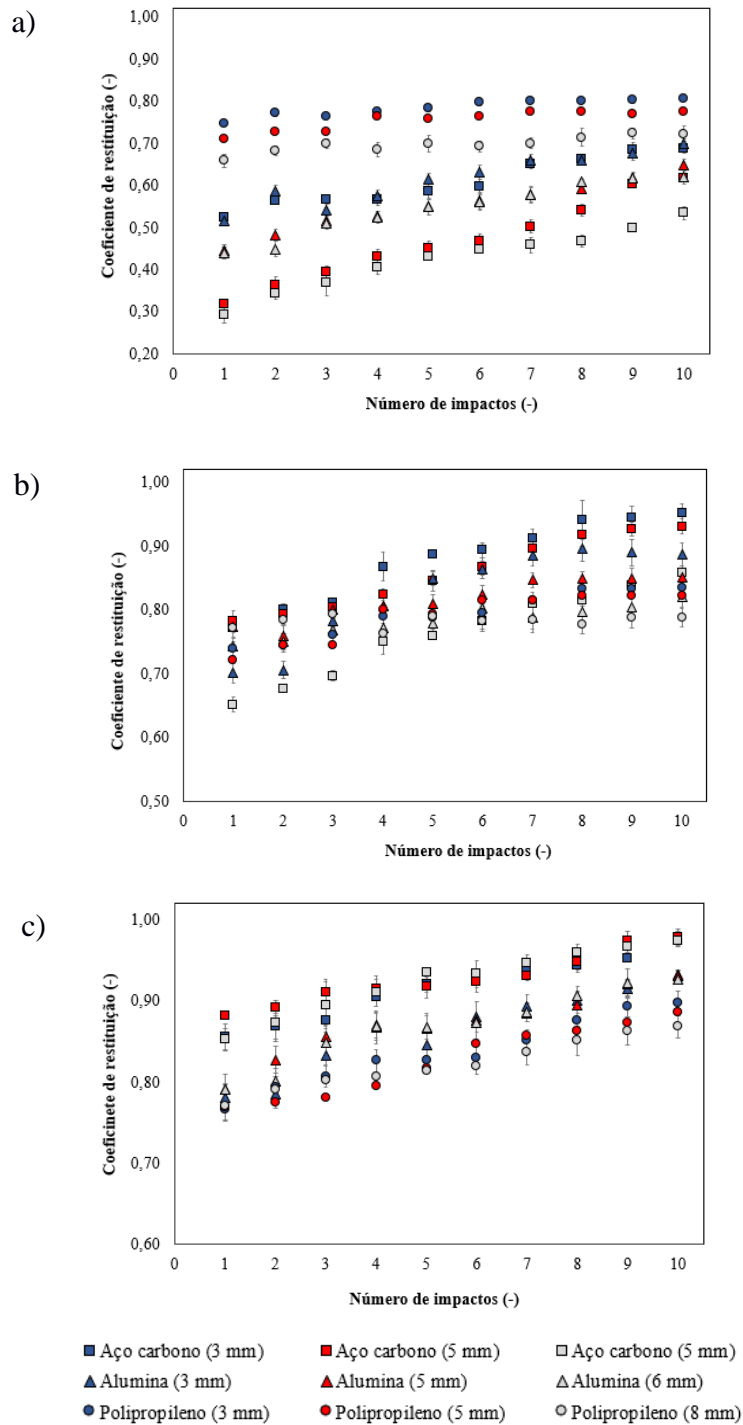 a)
1,00
0,90
0,80
0,70
0,60
0,50
0,40
0,30
0,20
Coeficiente de restituição (-)
0 1 2 3 4 5 6 7 8 9 10
Número de impactos (-)
b)
1,00
0,90
0,80
0,70
0,60
0,50
Coeficiente de restituição (-)
0 1 2 3 4 5 6 7 8 9 10
Número de impactos (-)
c)
1,00
0,90
0,80
0,70
0,60
Coeficinete de restituição (-)
0 1 2 3 4 5 6 7 8 9 10
Número de impactos (-)
Aço carbono (3 mm) Aço carbono (5 mm) Aço carbono (5 mm)
Alumina (3 mm) Alumina (5 mm) Alumina (6 mm)
Polipropileno (3 mm) Polipropileno (5 mm) Polipropileno (8 mm)